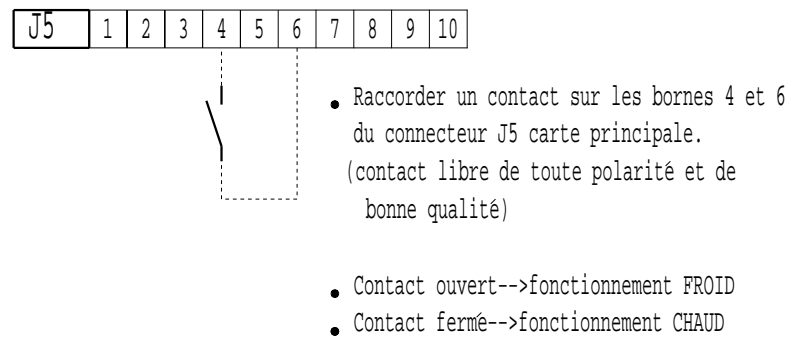 J5 1 2 3 4 5 6 7 8 9 10
Raccorder un contact sur les bornes 4 et 6
du connecteur J5 carte principale.
(contact libre de toute polarité et de
bonne qualité)
Contact ouvert-->fonctionnement FROID
Contact fermé-->fonctionnement CHAUD